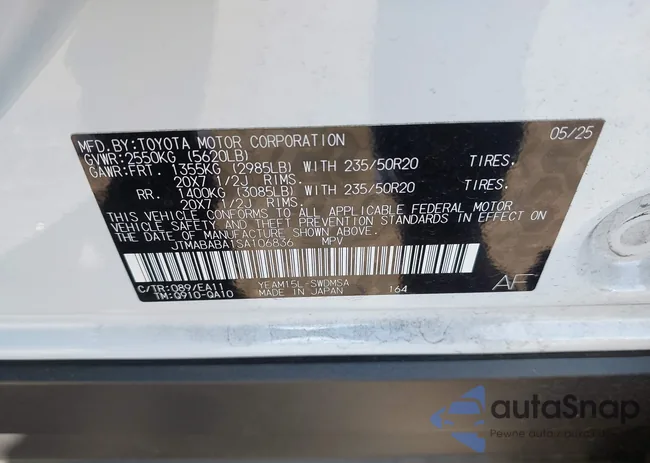 MFD. BY:TOYOTA MOTOR CORPORATION 05/25
GVWR:2550KG (5620LB)
GAWR:FRT. 1355KG (2985LB) WITH 235/50R20 TIRES.
20X7 1/2J RIMS.
RR. 1400KG (3085LB) WITH 235/50R20 TIRES.
20X7 1/2J RIMS.
THIS VEHICLE CONFORMS TO ALL APPLICABLE FEDERAL MOTOR
VEHICLE SAFETY AND THEFT PREVENTION STANDARDS IN EFFECT
ON THE DATE OF MANUFACTURE SHOWN ABOVE.
JTMABABA1SA106836 MPV
C/TR:089/EA11 YEAM15L-SWDMSA 164 AF
TM:Q910-QA10 MADE IN JAPAN
autaSnap
Pewne auto z aukcji